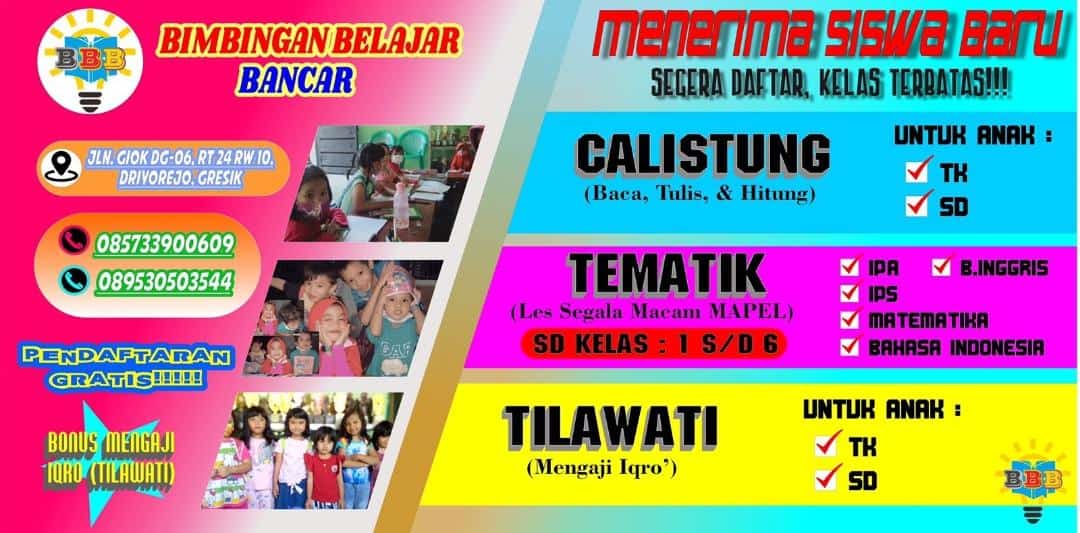 BBB
BIMBINGAN BELAJAR
BANCAR
JLN. GIOK DG-06, RT 24 RW 10,
DRIYOREJO, GRESIK
085733900609
089530503544
PENDAFTARAN
GRATIS!!!!!
BONUS MENGAJI
IQRO (TILAWATI)
MENERIMA SISWA BARU
SEGERA DAFTAR, KELAS TERBATAS!!!
CALISTUNG
(Baca, Tulis, & Hitung)
UNTUK ANAK :
TK
SD
TEMATIK
(Les Segala Macam MAPEL)
SD KELAS : 1 S/D 6
IPA
B.INGGRIS
IPS
MATEMATIKA
BAHASA INDONESIA
TILAWATI
(Mengaji Iqro')
UNTUK ANAK :
TK
SD
BBB
GAP